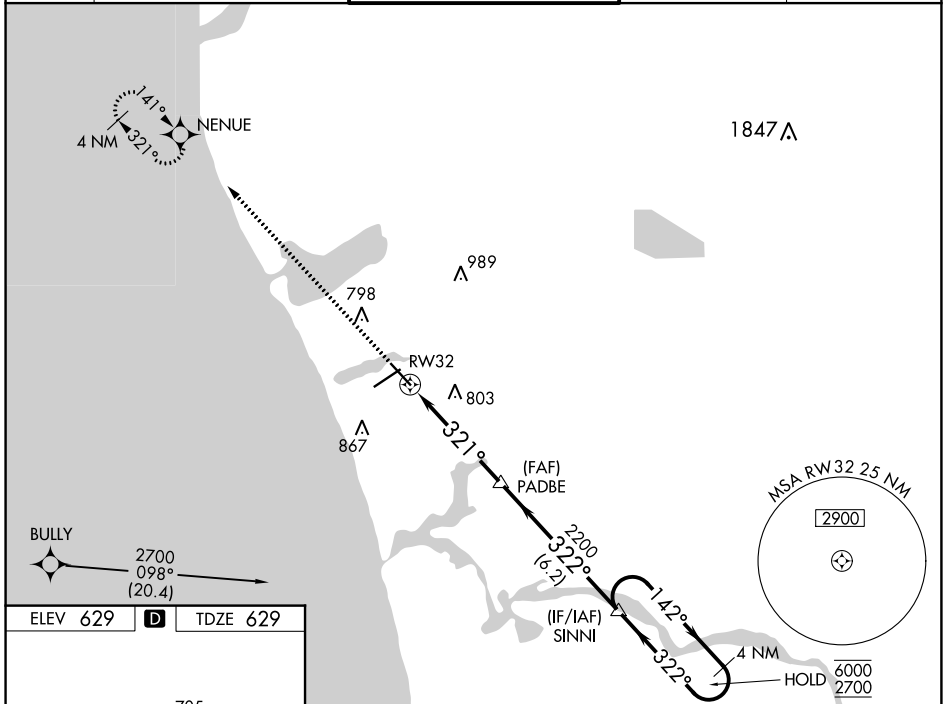 141°
4 NM
321°
NENUE
1847
989
798
RW32
803
867
321°
(FAF)
PADBE
MSA RW32 25 NM
2900
BULLY
2700
098°
(20.4)
2200
322°
(6.2)
(IF/IAF)
SINNI
142°
322°
4 NM
HOLD
6000
2700
ELEV 629
D
TDZE 629